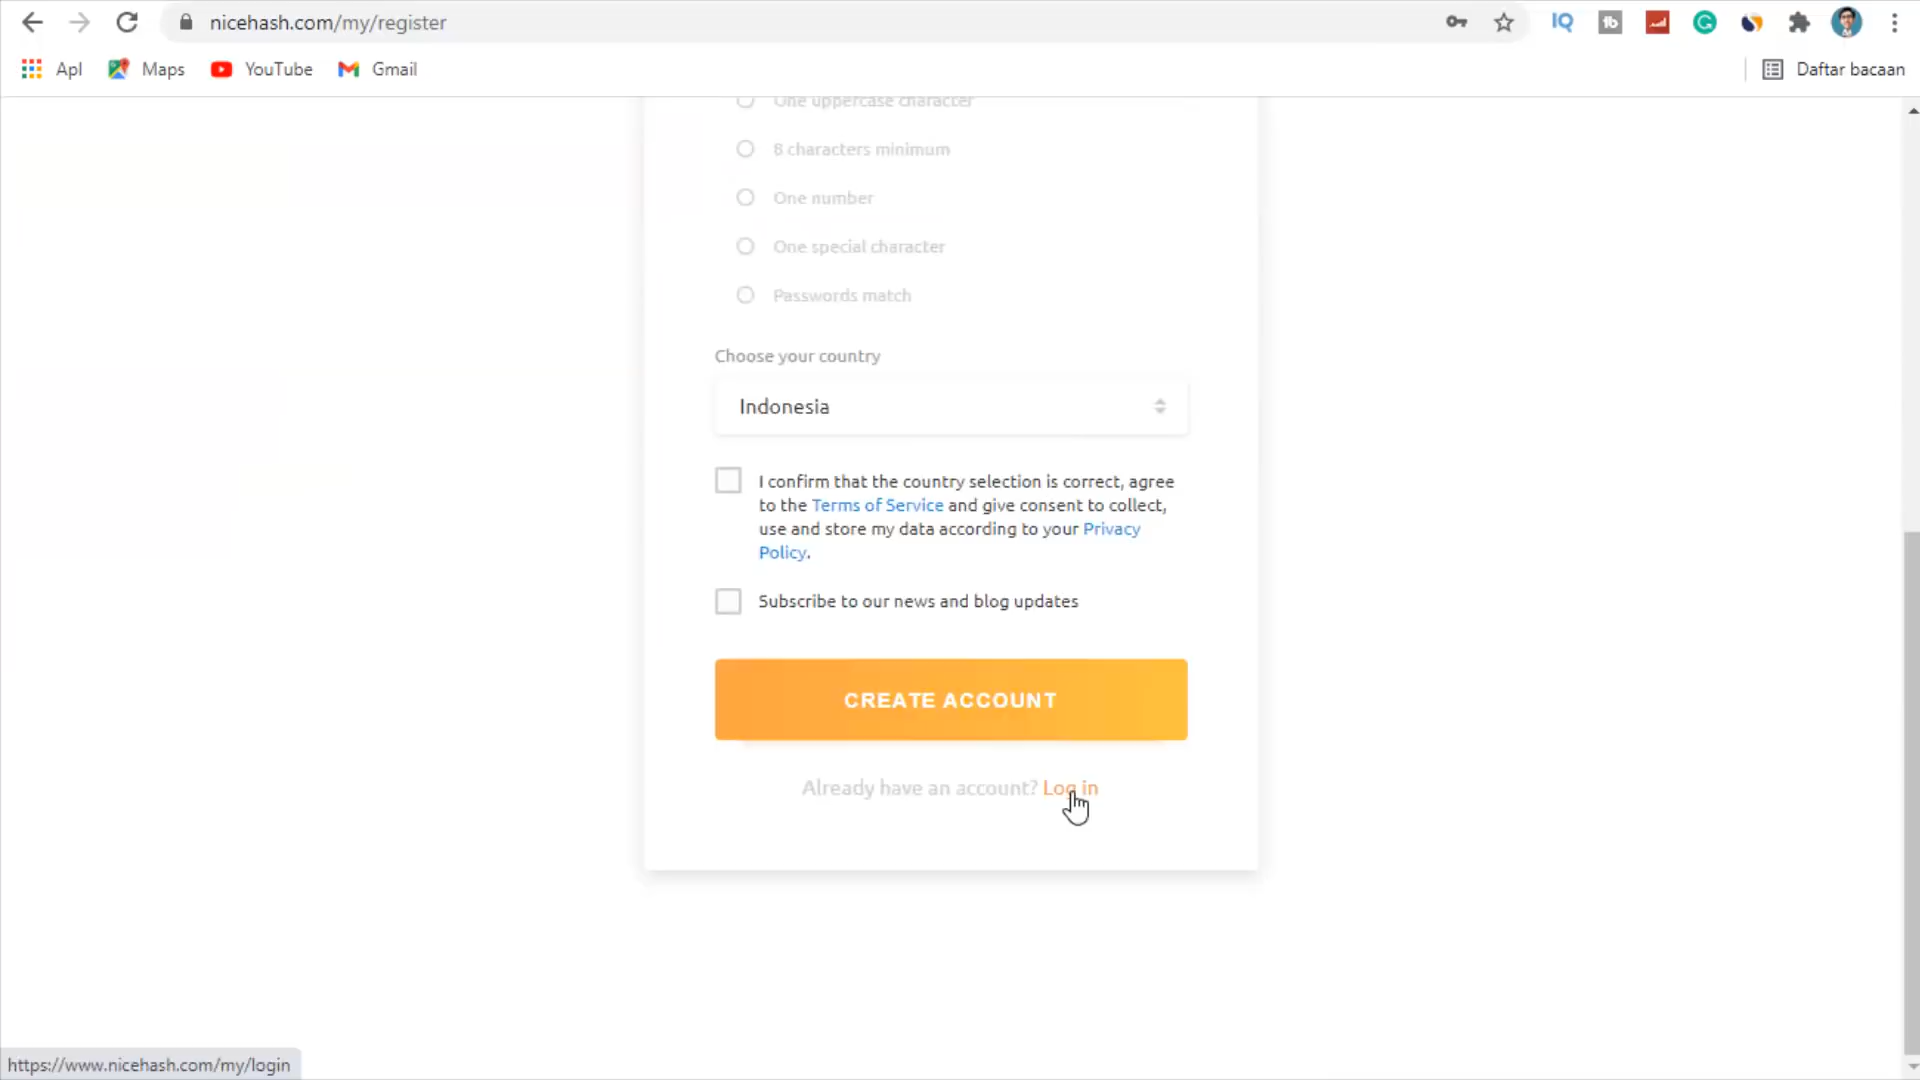 nicehash.com/my/register
Apl Maps YouTube Gmail Daftar bacaan
One uppercase character
8 characters minimum
One number
One special character
Passwords match
Choose your country
Indonesia
I confirm that the country selection is correct, agree
to the Terms of Service and give consent to collect,
use and store my data according to your Privacy
Policy.
Subscribe to our news and blog updates
CREATE ACCOUNT
Already have an account? Log in
https://www.nicehash.com/my/login